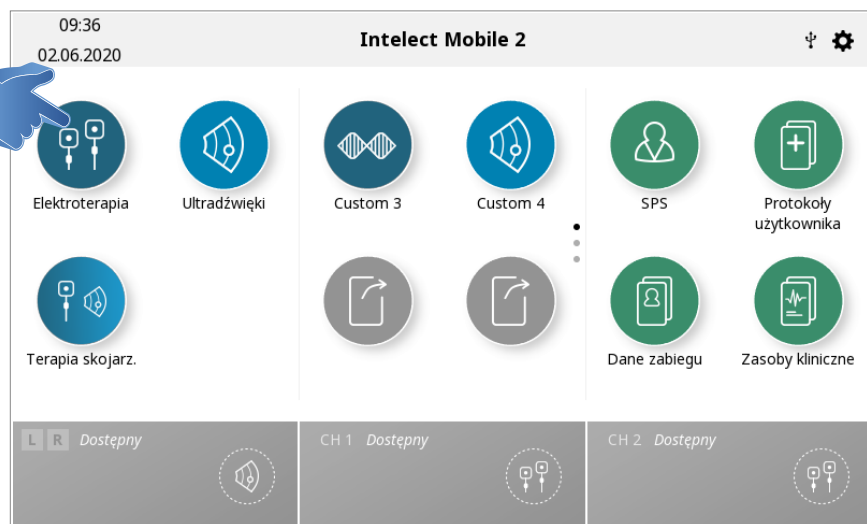 09:36
02.06.2020
Intelect Mobile 2
Elektroterapia
Ultradźwięki
Custom 3
Custom 4
SPS
Protokoły
użytkownika
Terapia skojarz.
Dane zabiegu
Zasoby kliniczne
L R Dostępny
CH 1 Dostępny
CH 2 Dostępny